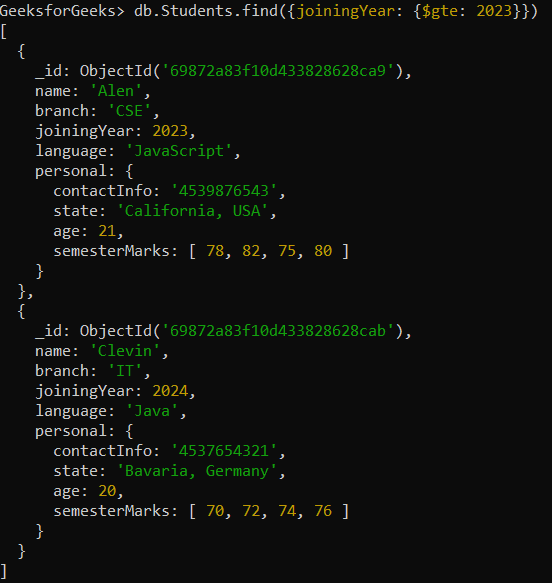 GeeksforGeeks> db.Students.find({joiningYear: {$gte: 2023}})
[
  {
    _id: ObjectId('69872a83f10d433828628ca9'),
    name: 'Alen',
    branch: 'CSE',
    joiningYear: 2023,
    language: 'JavaScript',
    personal: {
      contactInfo: '4539876543',
      state: 'California, USA',
      age: 21,
      semesterMarks: [ 78, 82, 75, 80 ]
    }
  },
  {
    _id: ObjectId('69872a83f10d433828628cab'),
    name: 'Clevin',
    branch: 'IT',
    joiningYear: 2024,
    language: 'Java',
    personal: {
      contactInfo: '4537654321',
      state: 'Bavaria, Germany',
      age: 20,
      semesterMarks: [ 70, 72, 74, 76 ]
    }
  }
]